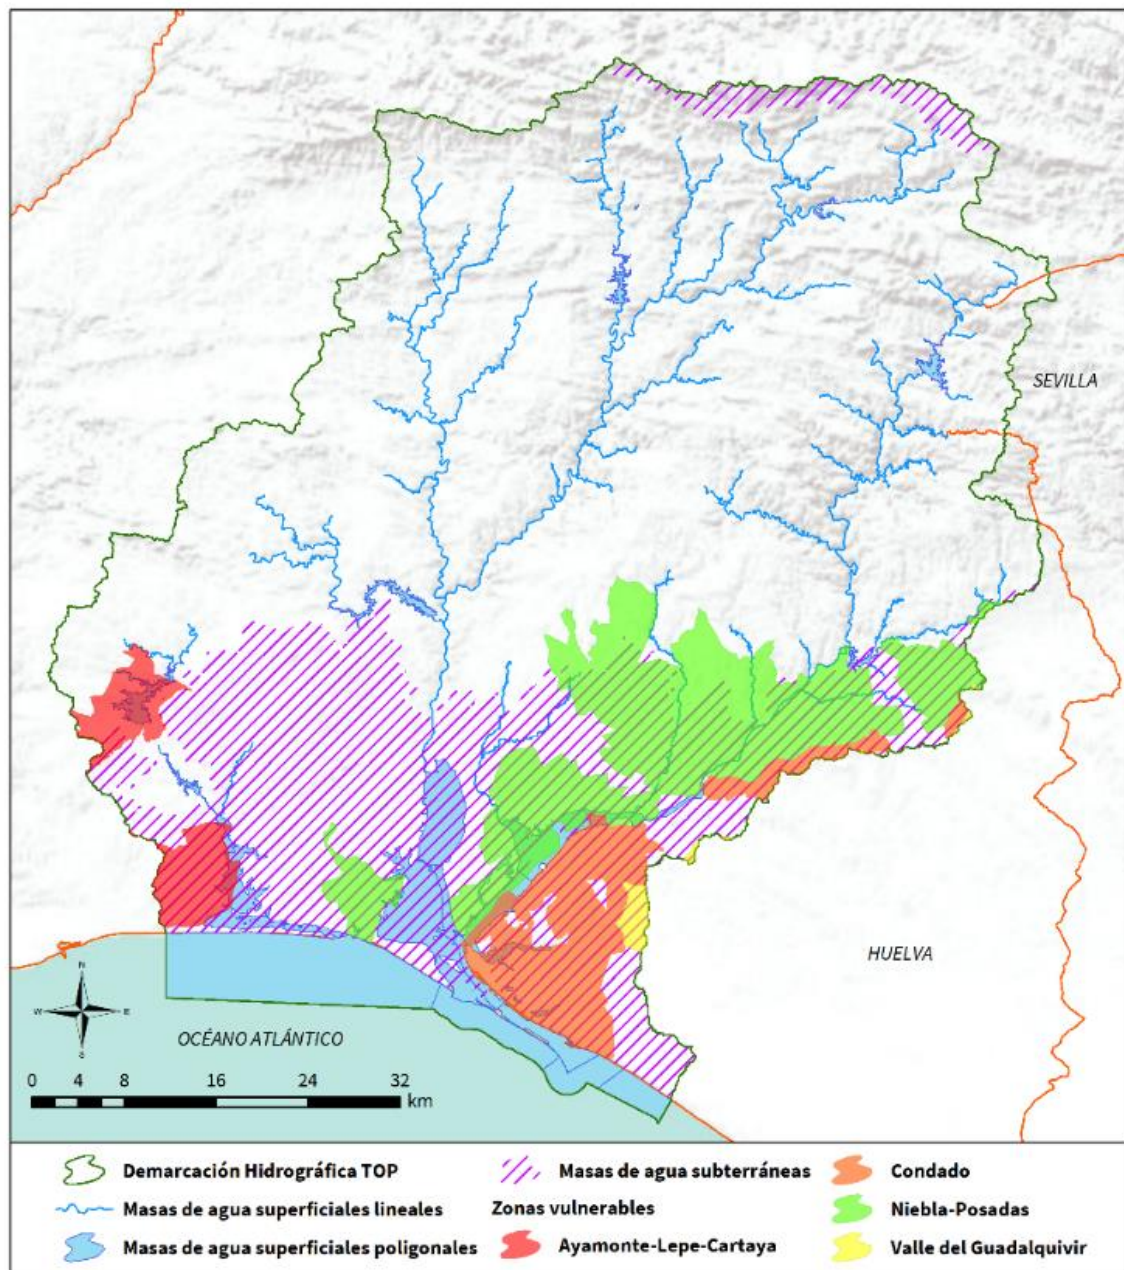 SEVILLA
HUELVA
N
W E
S
OCÉANO ATLÁNTICO
0 4 8 16 24 32
km
Demarcación Hidrográfica TOP
Masas de agua superficiales lineales
Masas de agua superficiales poligonales
Masas de agua subterráneas
Zonas vulnerables
Ayamonte-Lepe-Cartaya
Condado
Niebla-Posadas
Valle del Guadalquivir